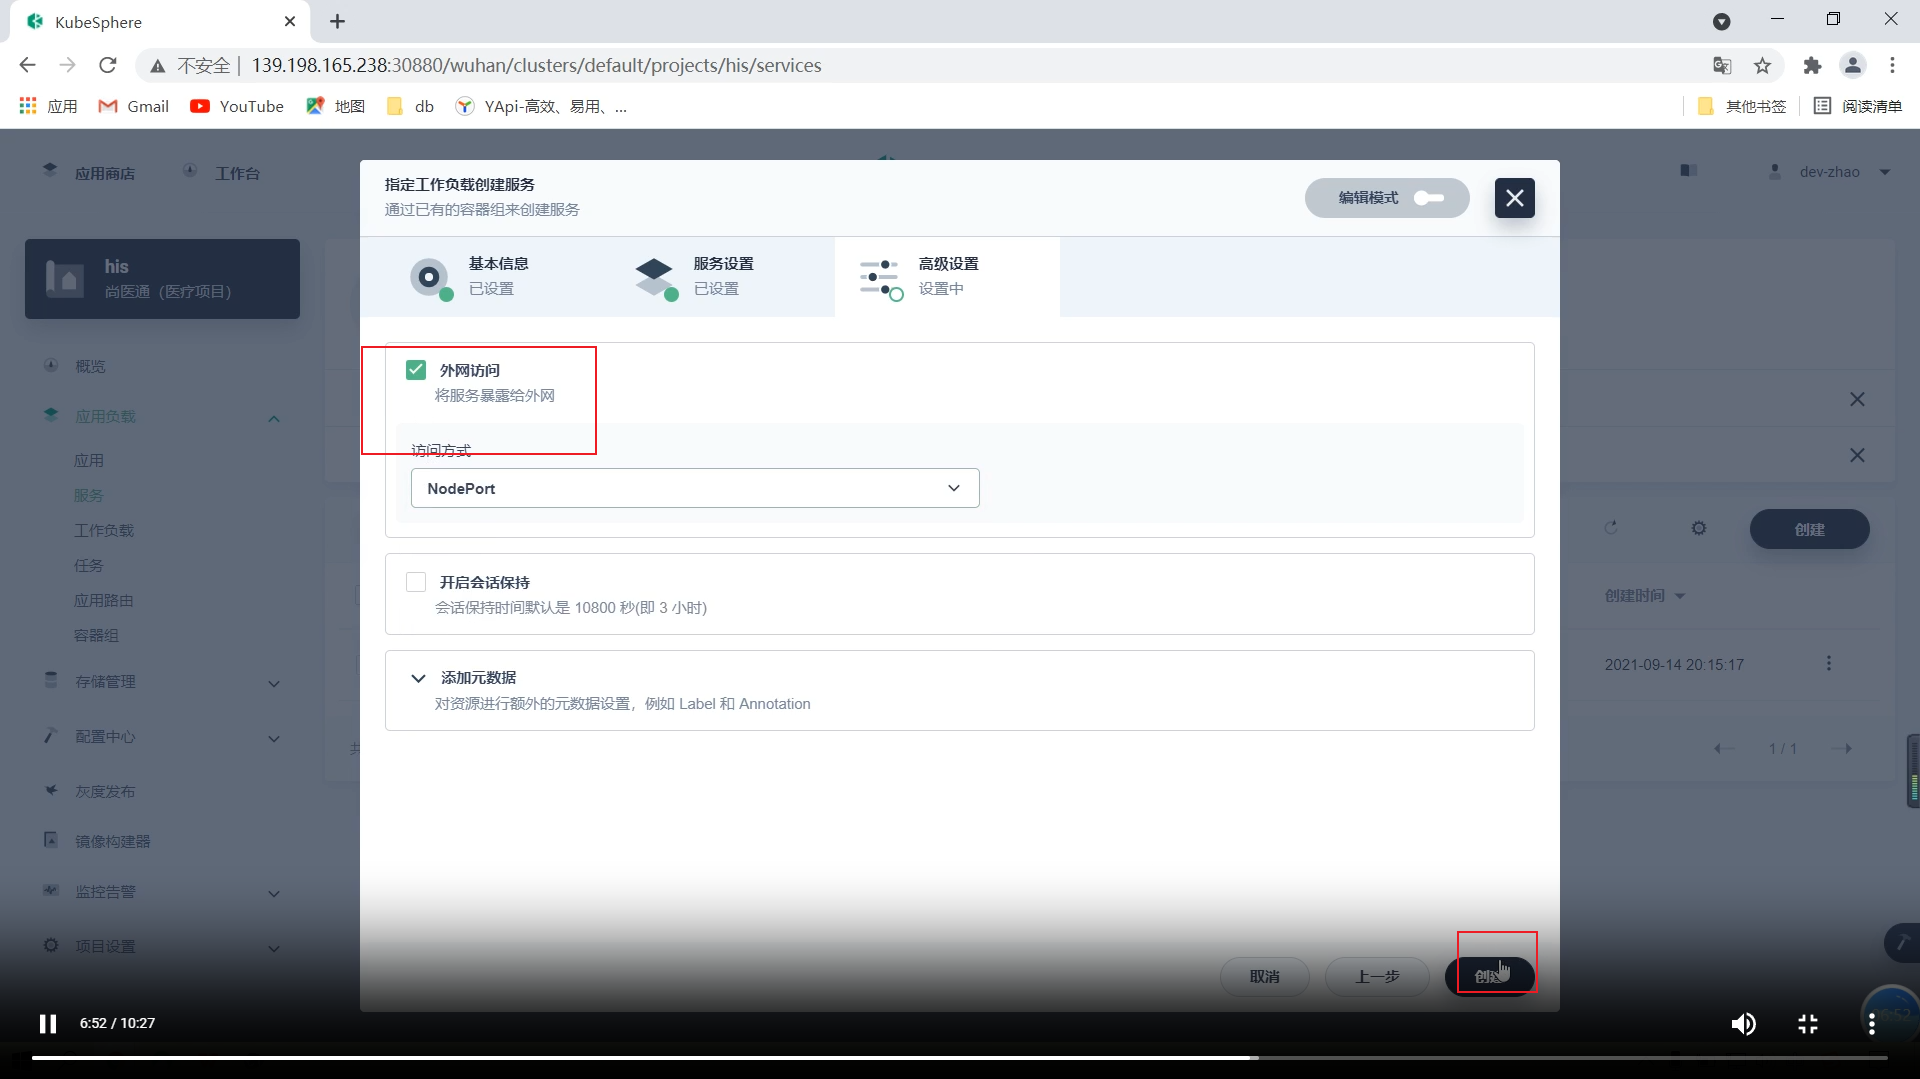 KubeSphere
不安全
139.198.165.238:30880/wuhan/clusters/default/projects/his/services
应用
Gmail
YouTube
地图
db
YApi-高效、易用、...
其他书签
阅读清单
应用商店
工作台
dev-zhao
his
尚医通（医疗项目）
概览
应用负载
应用
服务
工作负载
任务
应用路由
容器组
存储管理
配置中心
灰度发布
镜像构建器
监控告警
项目设置
指定工作负载创建服务
通过已有的容器组来创建服务
编辑模式
基本信息
已设置
服务设置
已设置
高级设置
设置中
外网访问
将服务暴露给外网
访问方式
NodePort
开启会话保持
会话保持时间默认是 10800 秒(即 3 小时)
添加元数据
对资源进行额外的元数据设置，例如 Label 和 Annotation
取消
上一步
创建
创建
创建时间
2021-09-14 20:15:17
共
1 / 1
6:52 / 10:27